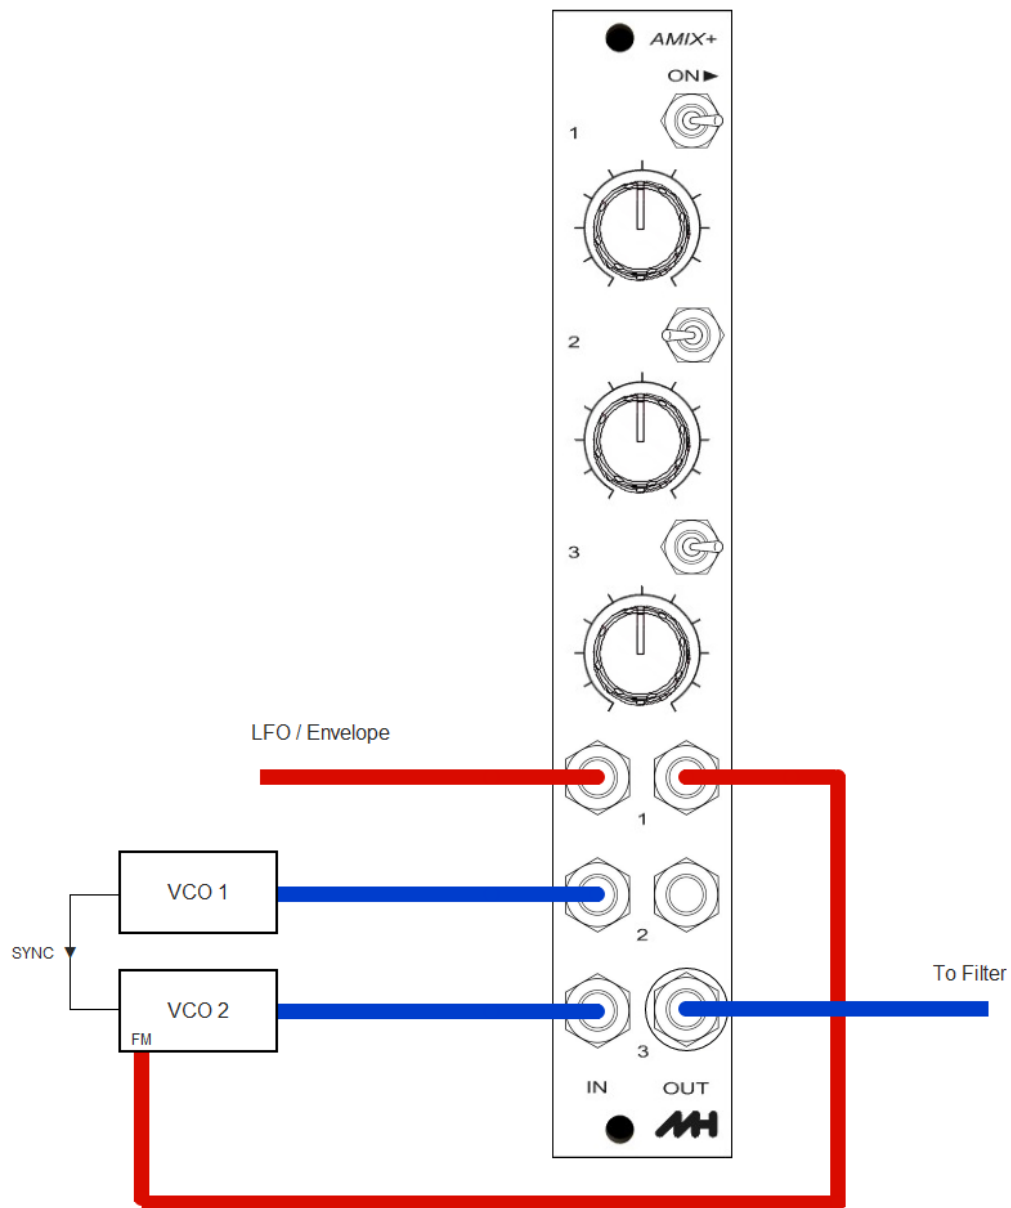 AMIX+
ON►
1
2
3
LFO / Envelope
1
VCO 1
2
SYNC
To Filter
VCO 2
FM
3
IN OUT
MH